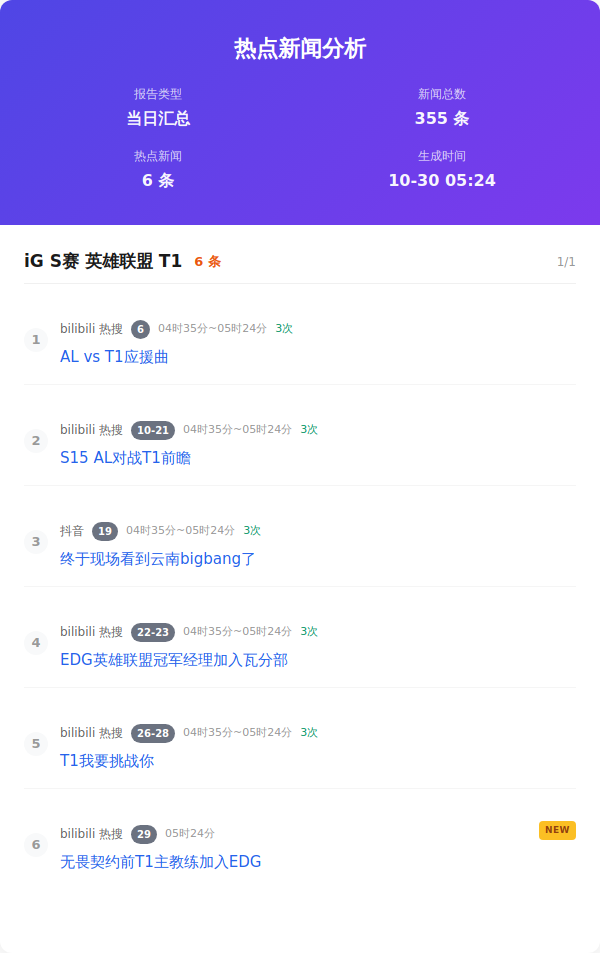 热点新闻分析
报告类型
新闻总数
当日汇总
355 条
热点新闻
生成时间
6 条
10-30 05:24
iG S赛 英雄联盟 T1 6 条 1/1
1
bilibili 热搜 6 04时35分~05时24分 3次
AL vs T1应援曲
2
bilibili 热搜 10-21 04时35分~05时24分 3次
S15 AL对战T1前瞻
3
抖音 19 04时35分~05时24分 3次
终于现场看到云南bigbang了
4
bilibili 热搜 22-23 04时35分~05时24分 3次
EDG英雄联盟冠军经理加入瓦分部
5
bilibili 热搜 26-28 04时35分~05时24分 3次
T1我要挑战你
6
bilibili 热搜 29 05时24分 NEW
无畏契约前T1主教练加入EDG